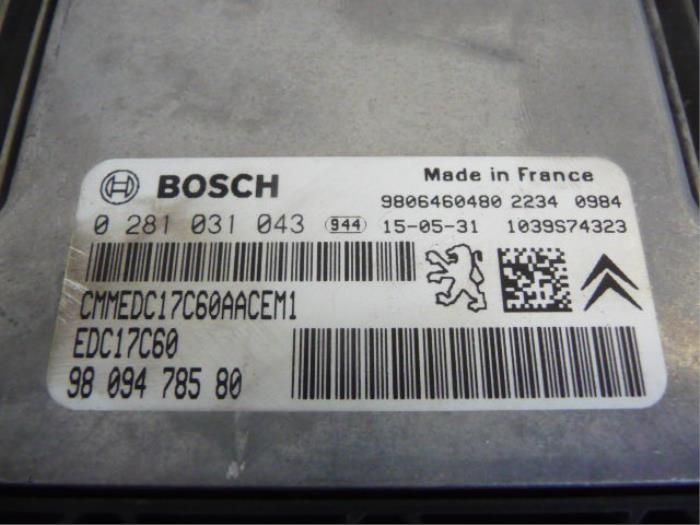 BOSCH
Made in France
9806460480 2234 0984
0 281 031 043 944 15-05-31 1039S74323
CMMEDC17C60AACEM1
EDC17C60
98 094 785 80